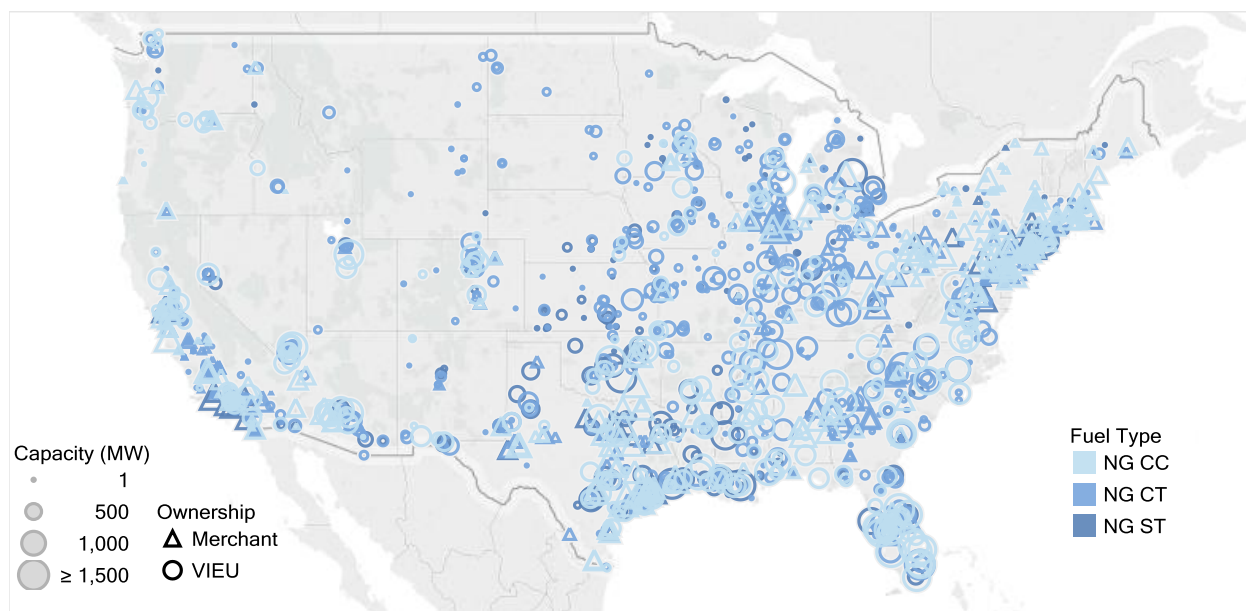 Capacity (MW)
1
500
1,000
≥ 1,500
Ownership
Merchant
VIEU
Fuel Type
NG CC
NG CT
NG ST